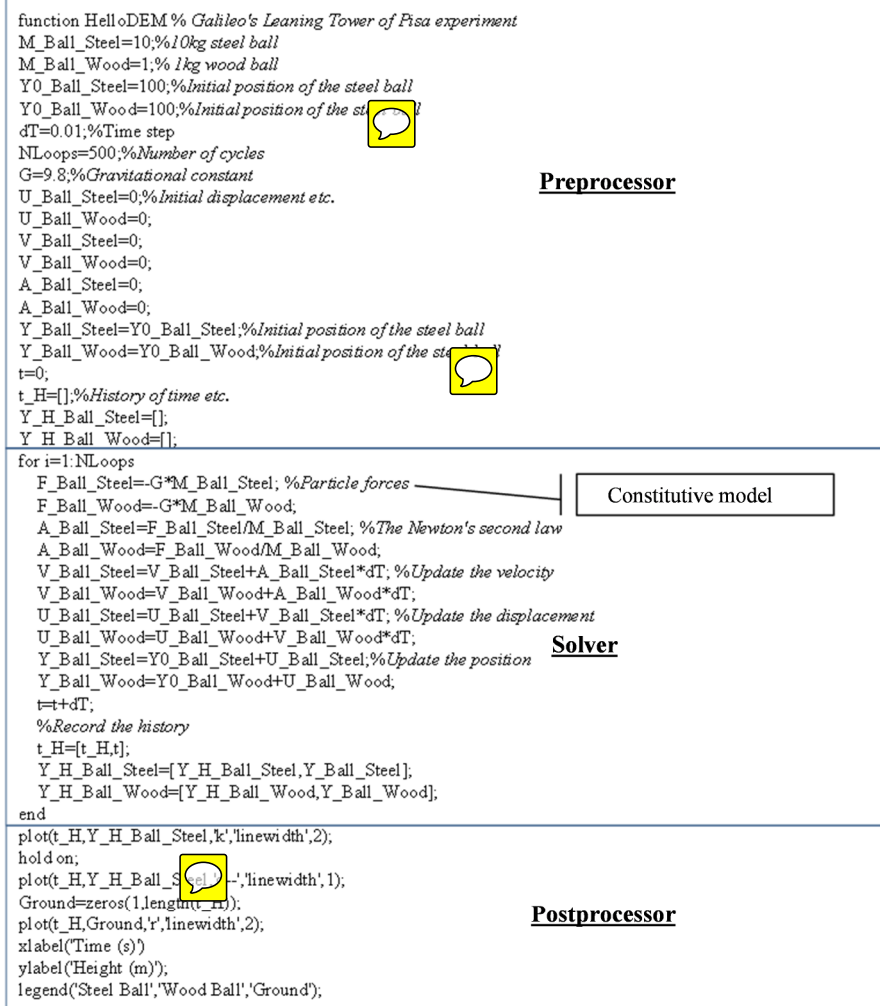 function HelloDEM % Galileo's Leaning Tower of Pisa experiment
M_Ball_Steel=10;%10kg steel ball
M_Ball_Wood=1;% 1kg wood ball
Y0_Ball_Steel=100;%Initial position of the steel ball
Y0_Ball_Wood=100;%Initial position of the
dT=0.01;%Time step
NLoops=500;%Number of cycles
G=9.8;%Gravitational constant
Preprocessor
U_Ball_Steel=0;%Initial displacement etc.
U_Ball_Wood=0;
V_Ball_Steel=0;
V_Ball_Wood=0;
A_Ball_Steel=0;
A_Ball_Wood=0;
Y_Ball_Steel=Y0_Ball_Steel;%Initial position of the steel ball
Y_Ball_Wood=Y0_Ball_Wood;%Initial position of the
t=0;
t_H=[];%History of time etc.
Y_H_Ball_Steel=[];
Y_H_Ball_Wood=[];
for i=1:NLoops
F_Ball_Steel=-G*M_Ball_Steel; %Particle forces
Constitutive model
F_Ball_Wood=-G*M_Ball_Wood;
A_Ball_Steel=F_Ball_Steel/M_Ball_Steel; %The Newton's second law
A_Ball_Wood=F_Ball_Wood/M_Ball_Wood;
V_Ball_Steel=V_Ball_Steel+A_Ball_Steel*dT; %Update the velocity
V_Ball_Wood=V_Ball_Wood+A_Ball_Wood*dT;
U_Ball_Steel=U_Ball_Steel+V_Ball_Steel*dT; %Update the displacement
U_Ball_Wood=U_Ball_Wood+V_Ball_Wood*dT;
Solver
Y_Ball_Steel=Y0_Ball_Steel+U_Ball_Steel;%Update the position
Y_Ball_Wood=Y0_Ball_Wood+U_Ball_Wood;
t=t+dT;
%Record the history
t_H=[t_H,t];
Y_H_Ball_Steel=[Y_H_Ball_Steel,Y_Ball_Steel];
Y_H_Ball_Wood=[Y_H_Ball_Wood,Y_Ball_Wood];
end
plot(t_H,Y_H_Ball_Steel,'k','linewidth',2);
hold on;
plot(t_H,Y_H_Ball_ --','linewidth',1);
Ground=zeros(1,length(t_H));
Postprocessor
plot(t_H,Ground,'r','linewidth',2);
xlabel('Time (s)')
ylabel('Height (m)');
legend('Steel Ball','Wood Ball','Ground');